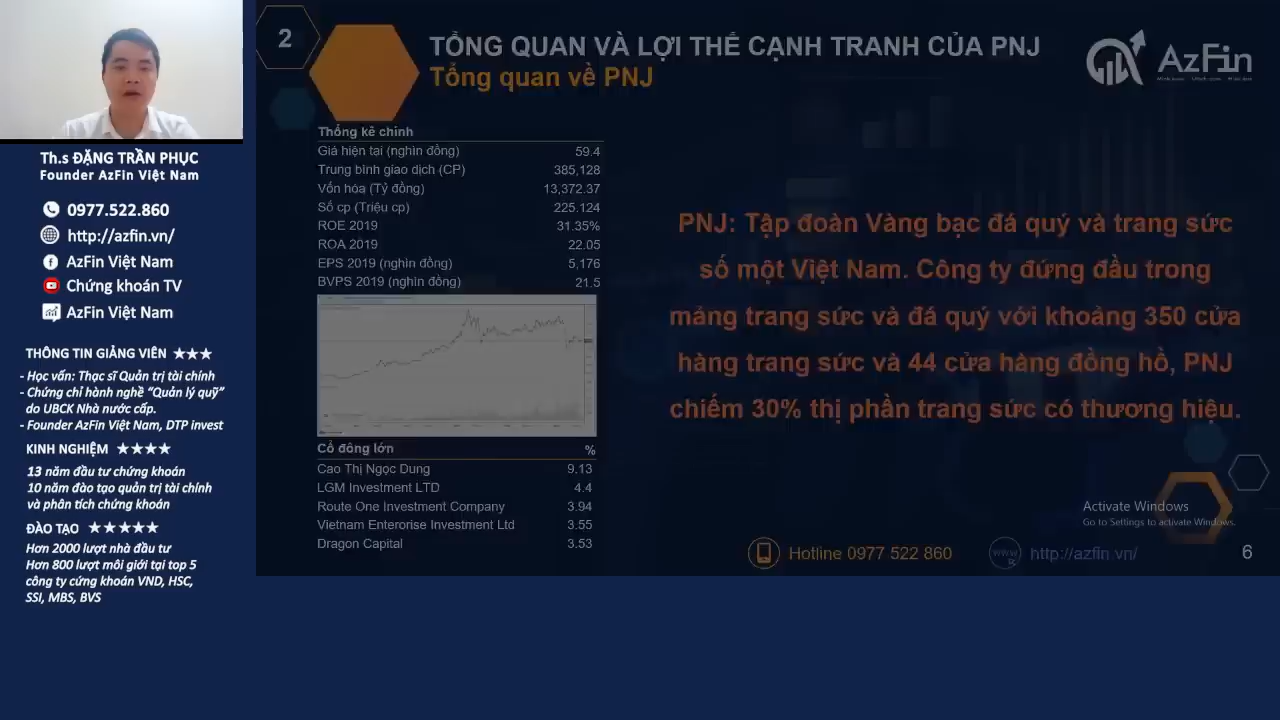 Th.s ĐẶNG TRẦN PHỤC
Founder AzFin Việt Nam
0977.522.860
http://azfin.vn/
AzFin Việt Nam
Chứng khoán TV
AzFin Việt Nam
THÔNG TIN GIẢNG VIÊN ★★★
- Học vấn: Thạc sĩ Quản trị tài chính
- Chứng chỉ hành nghề “Quản lý quỹ”
do UBCK Nhà nước cấp.
- Founder AzFin Việt Nam, DTP invest
KINH NGHIỆM ★★★★
13 năm đầu tư chứng khoán
10 năm đào tạo quản trị tài chính
và phân tích chứng khoán
ĐÀO TẠO ★★★★★
Hơn 2000 lượt nhà đầu tư
Hơn 800 lượt môi giới tại top 5
công ty cứng khoán VND, HSC,
SSI, MBS, BVS
2
TỔNG QUAN VÀ LỢI THẾ CẠNH TRANH CỦA PNJ
Tổng quan về PNJ
AzFin
Thống kê chính
Giá hiện tại (nghìn đồng) 59.4
Trung bình giao dịch (CP) 385,128
Vốn hóa (Tỷ đồng) 13,372.37
Số cp (Triệu cp) 225.124
ROE 2019 31.35%
ROA 2019 22.05
EPS 2019 (nghìn đồng) 5,176
BVPS 2019 (nghìn đồng) 21.5
Cổ đông lớn %
Cao Thị Ngọc Dung 9.13
LGM Investment LTD 4.4
Route One Investment Company 3.94
Vietnam Enterorise Investment Ltd 3.55
Dragon Capital 3.53
PNJ: Tập đoàn Vàng bạc đá quý và trang sức
số một Việt Nam. Công ty đứng đầu trong
mảng trang sức và đá quý với khoảng 350 cửa
hàng trang sức và 44 cửa hàng đồng hồ, PNJ
chiếm 30% thị phần trang sức có thương hiệu.
Activate Windows
Go to Settings to activate Windows.
Hotline 0977 522 860
www
http://azfin.vn/
6